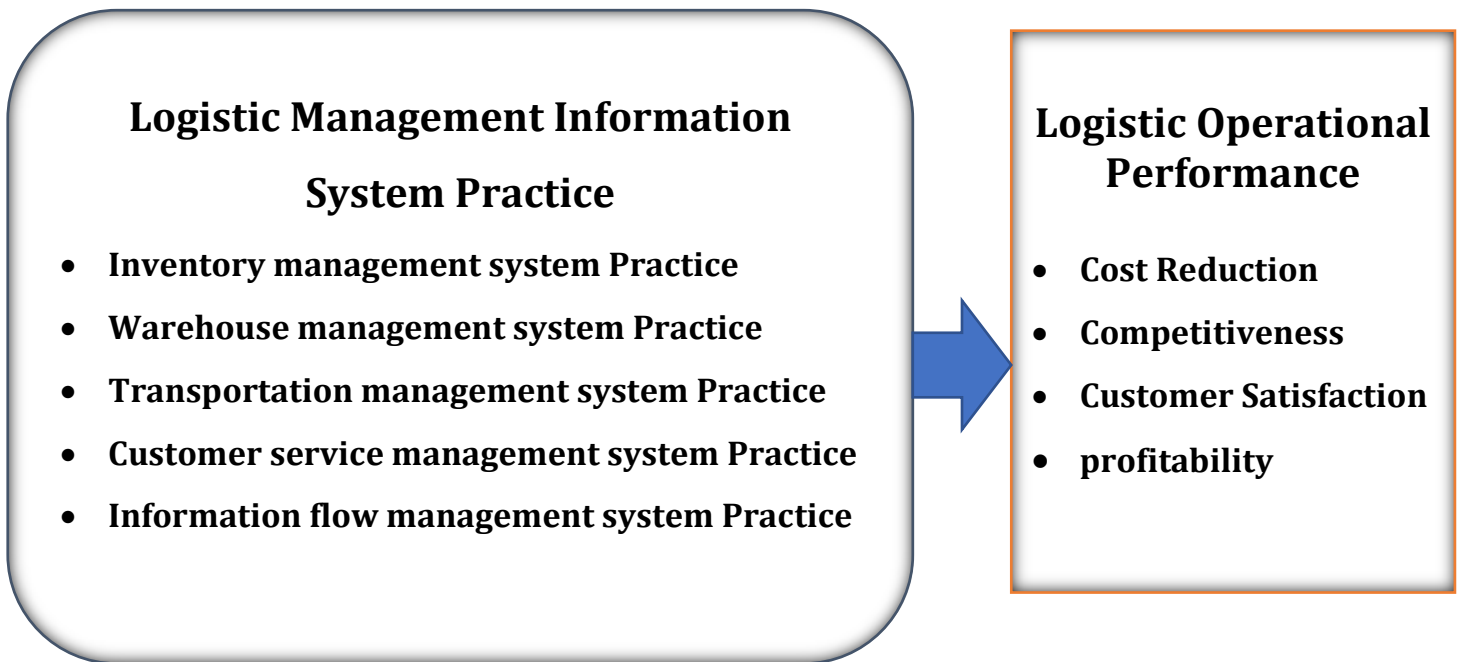 Logistic Management Information
System Practice
• Inventory management system Practice
• Warehouse management system Practice
• Transportation management system Practice
• Customer service management system Practice
• Information flow management system Practice
Logistic Operational
Performance
• Cost Reduction
• Competitiveness
• Customer Satisfaction
• profitability